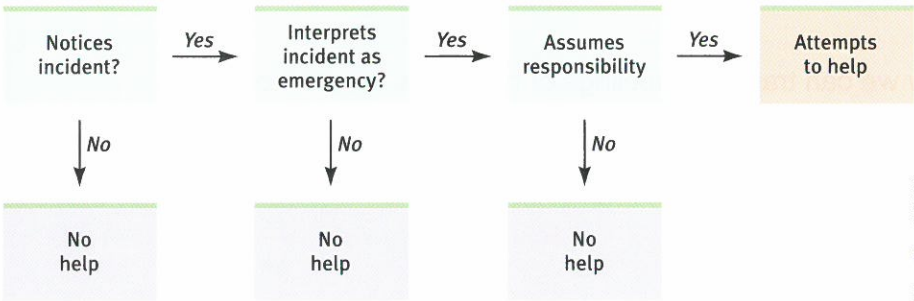 Notices
incident?
Yes
Interprets
incident as
emergency?
Yes
Assumes
responsibility
Yes
Attempts
to help
No
No
No
No
help
No
help
No
help